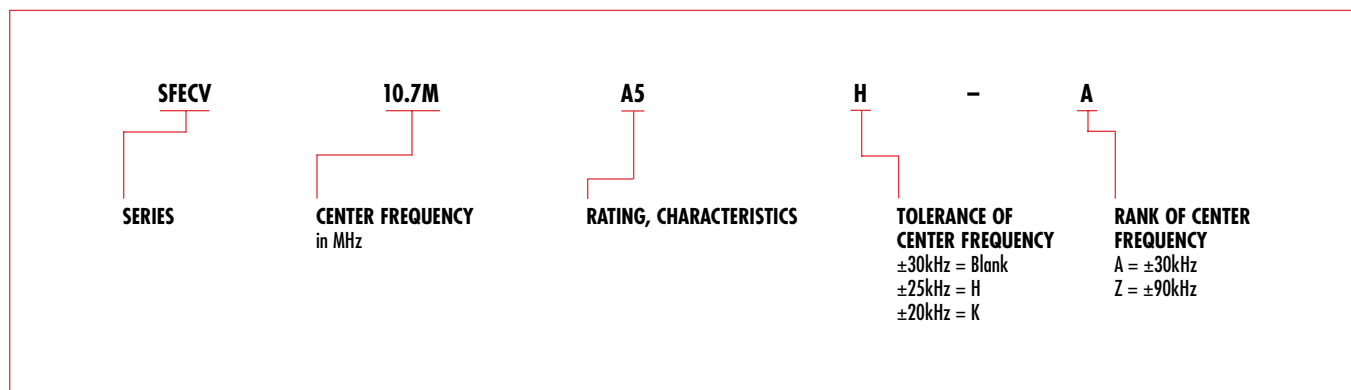 SFECV 10.7M A5 H – A
SERIES
CENTER FREQUENCY
in MHz
RATING, CHARACTERISTICS
TOLERANCE OF
CENTER FREQUENCY
±30kHz = Blank
±25kHz = H
±20kHz = K
RANK OF CENTER
FREQUENCY
A = ±30kHz
Z = ±90kHz